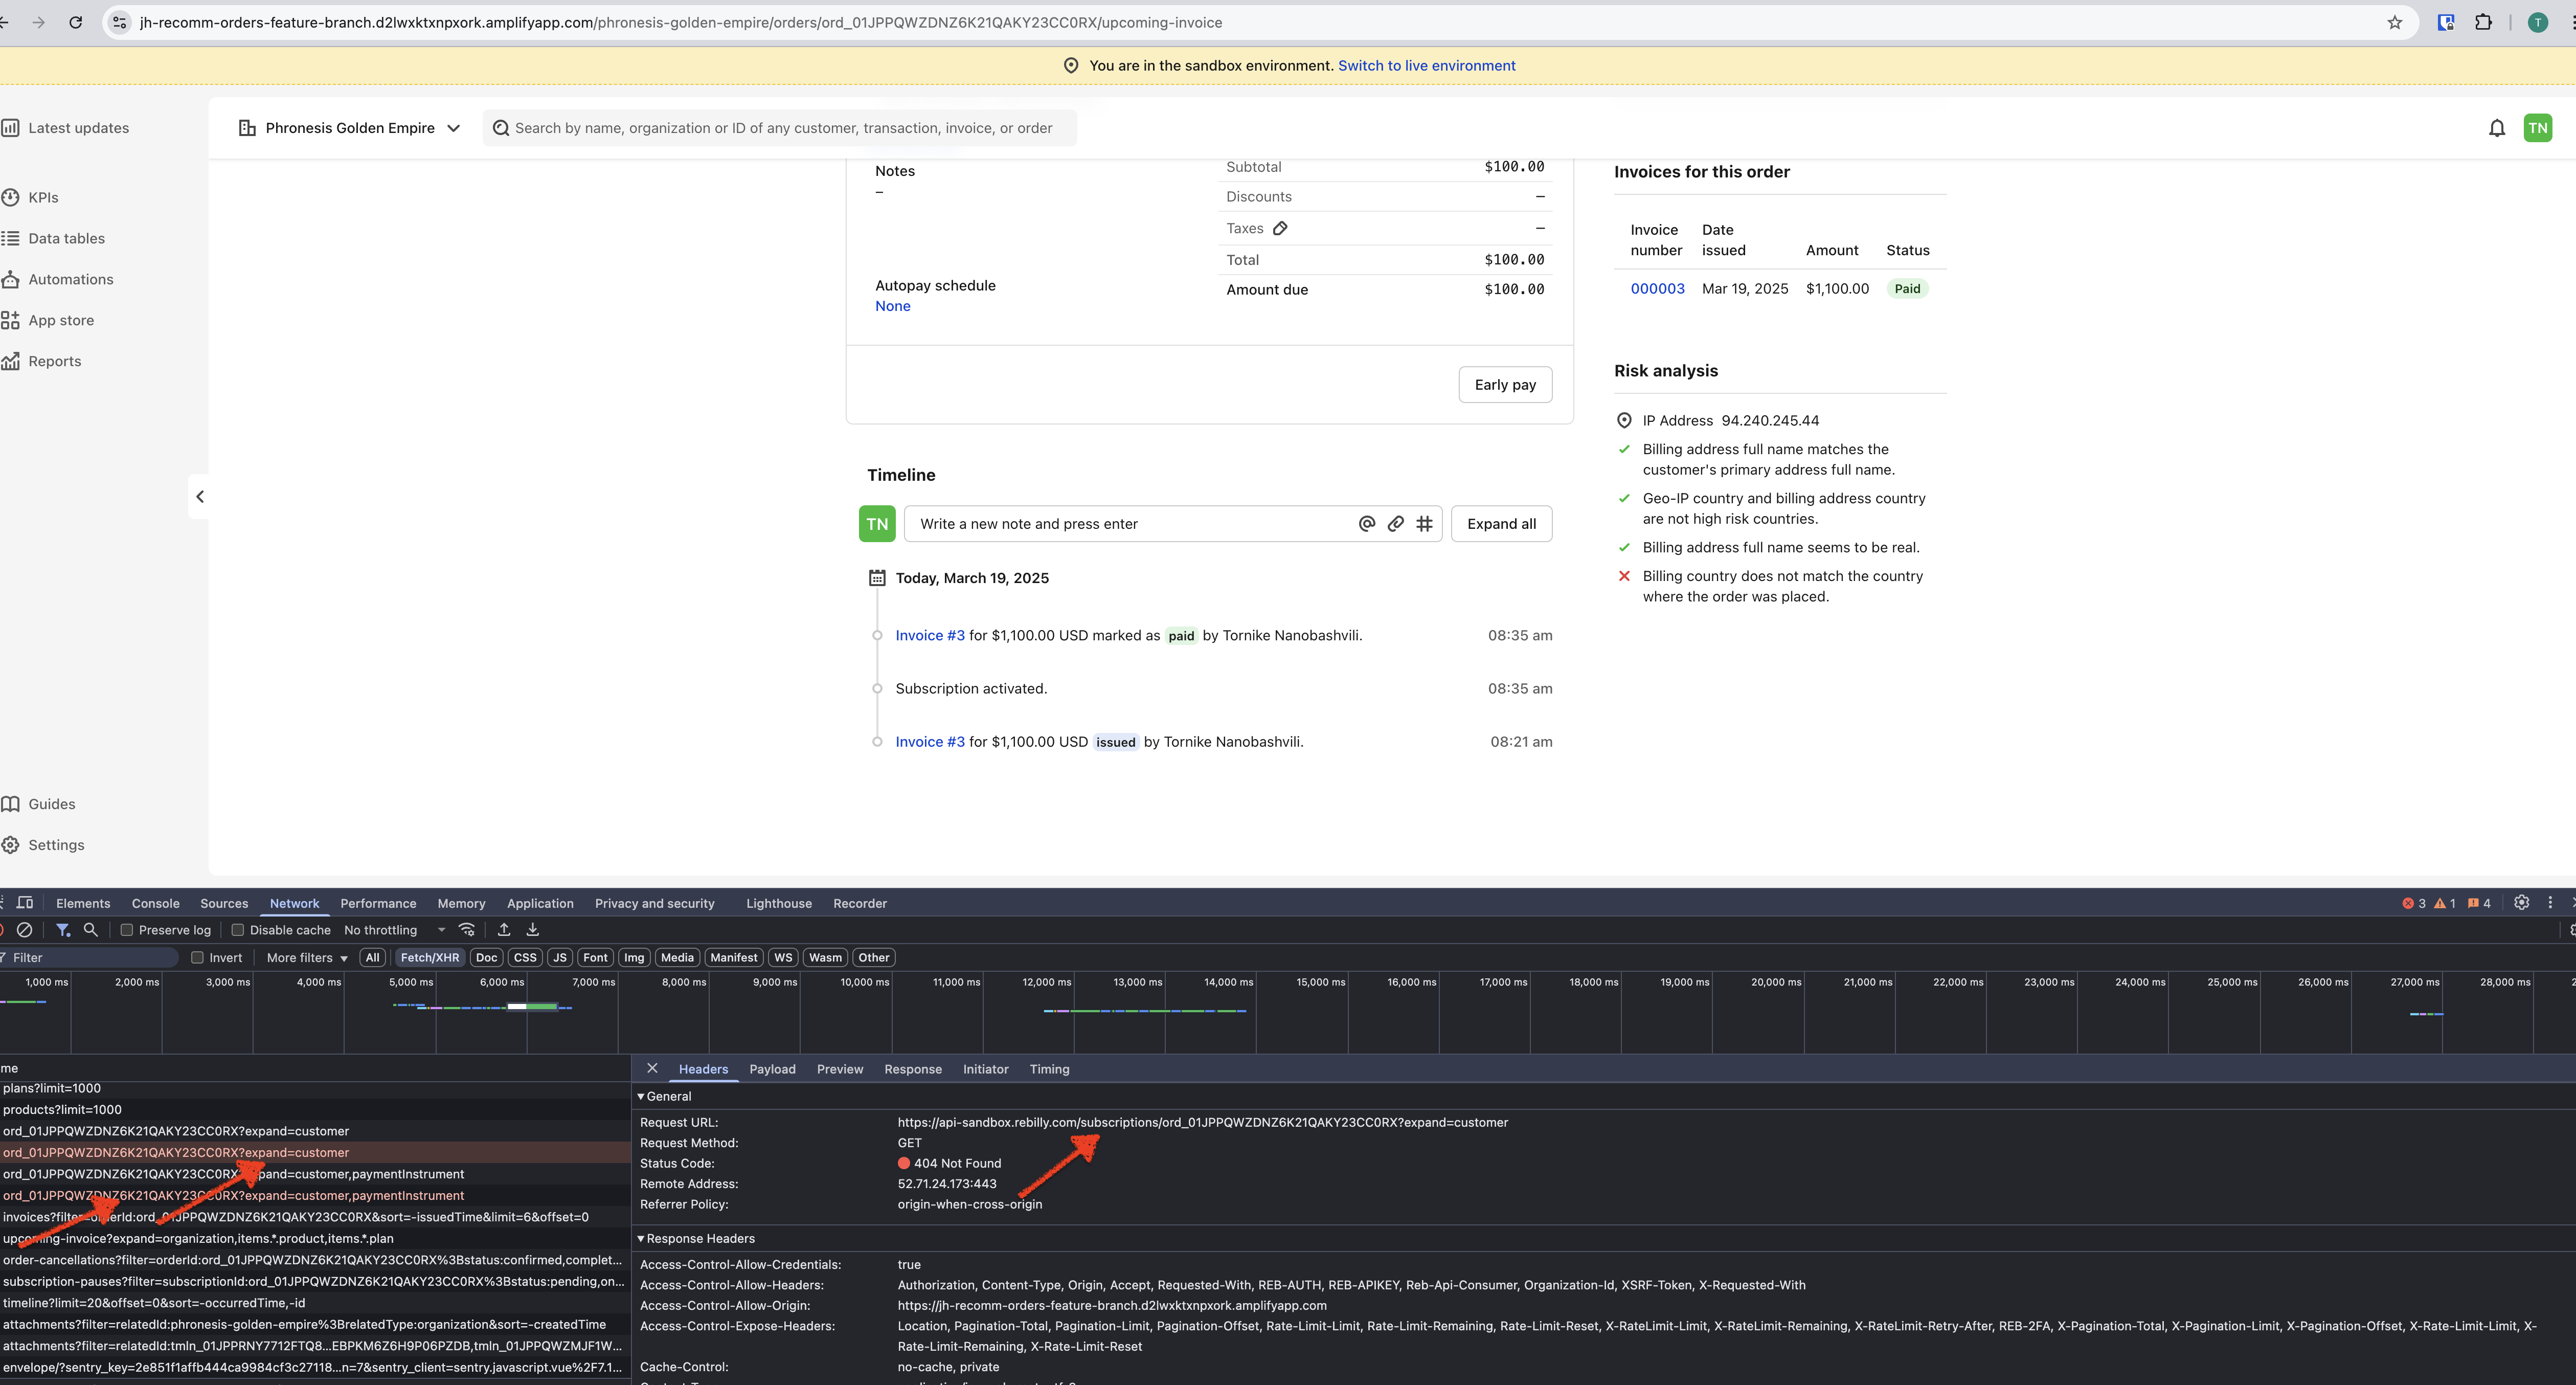 jh-recomm-orders-feature-branch.d2lwxktxnpxork.amplifyapp.com/phronesis-golden-empire/orders/ord_01JPPQWZDNZ6K21QAKY23CC0RX/upcoming-invoice
T
You are in the sandbox environment. Switch to live environment
Latest updates
KPIs
Data tables
Automations
App store
Reports
Guides
Settings
Phronesis Golden Empire
Search by name, organization or ID of any customer, transaction, invoice, or order
TN
Notes
–
Autopay schedule
None
Subtotal $100.00
Discounts –
Taxes –
Total $100.00
Amount due $100.00
Early pay
Timeline
TN
Write a new note and press enter
Expand all
Today, March 19, 2025
Invoice #3 for $1,100.00 USD marked as paid by Tornike Nanobashvili. 08:35 am
Subscription activated. 08:35 am
Invoice #3 for $1,100.00 USD issued by Tornike Nanobashvili. 08:21 am
Invoices for this order
Invoice number Date issued Amount Status
000003 Mar 19, 2025 $1,100.00 Paid
Risk analysis
IP Address 94.240.245.44
Billing address full name matches the
customer's primary address full name.
Geo-IP country and billing address country
are not high risk countries.
Billing address full name seems to be real.
Billing country does not match the country
where the order was placed.
Elements Console Sources Network Performance Memory Application Privacy and security Lighthouse Recorder 3 1 4
Preserve log Disable cache No throttling
Filter Invert More filters All Fetch/XHR Doc CSS JS Font Img Media Manifest WS Wasm Other
1,000 ms 2,000 ms 3,000 ms 4,000 ms 5,000 ms 6,000 ms 7,000 ms 8,000 ms 9,000 ms 10,000 ms 11,000 ms 12,000 ms 13,000 ms 14,000 ms 15,000 ms 16,000 ms 17,000 ms 18,000 ms 19,000 ms 20,000 ms 21,000 ms 22,000 ms 23,000 ms 24,000 ms 25,000 ms 26,000 ms 27,000 ms 28,000 ms
me
plans?limit=1000
products?limit=1000
ord_01JPPQWZDNZ6K21QAKY23CC0RX?expand=customer
ord_01JPPQWZDNZ6K21QAKY23CC0RX?expand=customer
ord_01JPPQWZDNZ6K21QAKY23CC0RX?expand=customer,paymentInstrument
ord_01JPPQWZDNZ6K21QAKY23CC0RX?expand=customer,paymentInstrument
invoices?filter=orderId:ord_01JPPQWZDNZ6K21QAKY23CC0RX&sort=-issuedTime&limit=6&offset=0
upcoming-invoice?expand=organization,items.*.product,items.*.plan
order-cancellations?filter=orderId:ord_01JPPQWZDNZ6K21QAKY23CC0RX%3Bstatus:confirmed,complet...
subscription-pauses?filter=subscriptionId:ord_01JPPQWZDNZ6K21QAKY23CC0RX%3Bstatus:pending,on...
timeline?limit=20&offset=0&sort=-occurredTime,-id
attachments?filter=relatedId:phronesis-golden-empire%3BrelatedType:organization&sort=-createdTime
attachments?filter=relatedId:tmln_01JPPRNY7712FTQ8...EBPKM6Z6H9P06PZDB,tmln_01JPPQWZMJF1W...
envelope/?sentry_key=2e851f1affb444ca9984cf3c27118...n=7&sentry_client=sentry.javascript.vue%2F7.1...
Headers Payload Preview Response Initiator Timing
General
Request URL: https://api-sandbox.rebilly.com/subscriptions/ord_01JPPQWZDNZ6K21QAKY23CC0RX?expand=customer
Request Method: GET
Status Code: 404 Not Found
Remote Address: 52.71.24.173:443
Referrer Policy: origin-when-cross-origin
Response Headers
Access-Control-Allow-Credentials: true
Access-Control-Allow-Headers: Authorization, Content-Type, Origin, Accept, Requested-With, REB-AUTH, REB-APIKEY, Reb-Api-Consumer, Organization-Id, XSRF-Token, X-Requested-With
Access-Control-Allow-Origin: https://jh-recomm-orders-feature-branch.d2lwxktxnpxork.amplifyapp.com
Access-Control-Expose-Headers: Location, Pagination-Total, Pagination-Limit, Pagination-Offset, Rate-Limit-Limit, Rate-Limit-Remaining, Rate-Limit-Reset, X-RateLimit-Limit, X-RateLimit-Remaining, X-RateLimit-Retry-After, REB-2FA, X-Pagination-Total, X-Pagination-Limit, X-Pagination-Offset, X-Rate-Limit-Limit, X-
Rate-Limit-Remaining, X-Rate-Limit-Reset
Cache-Control: no-cache, private